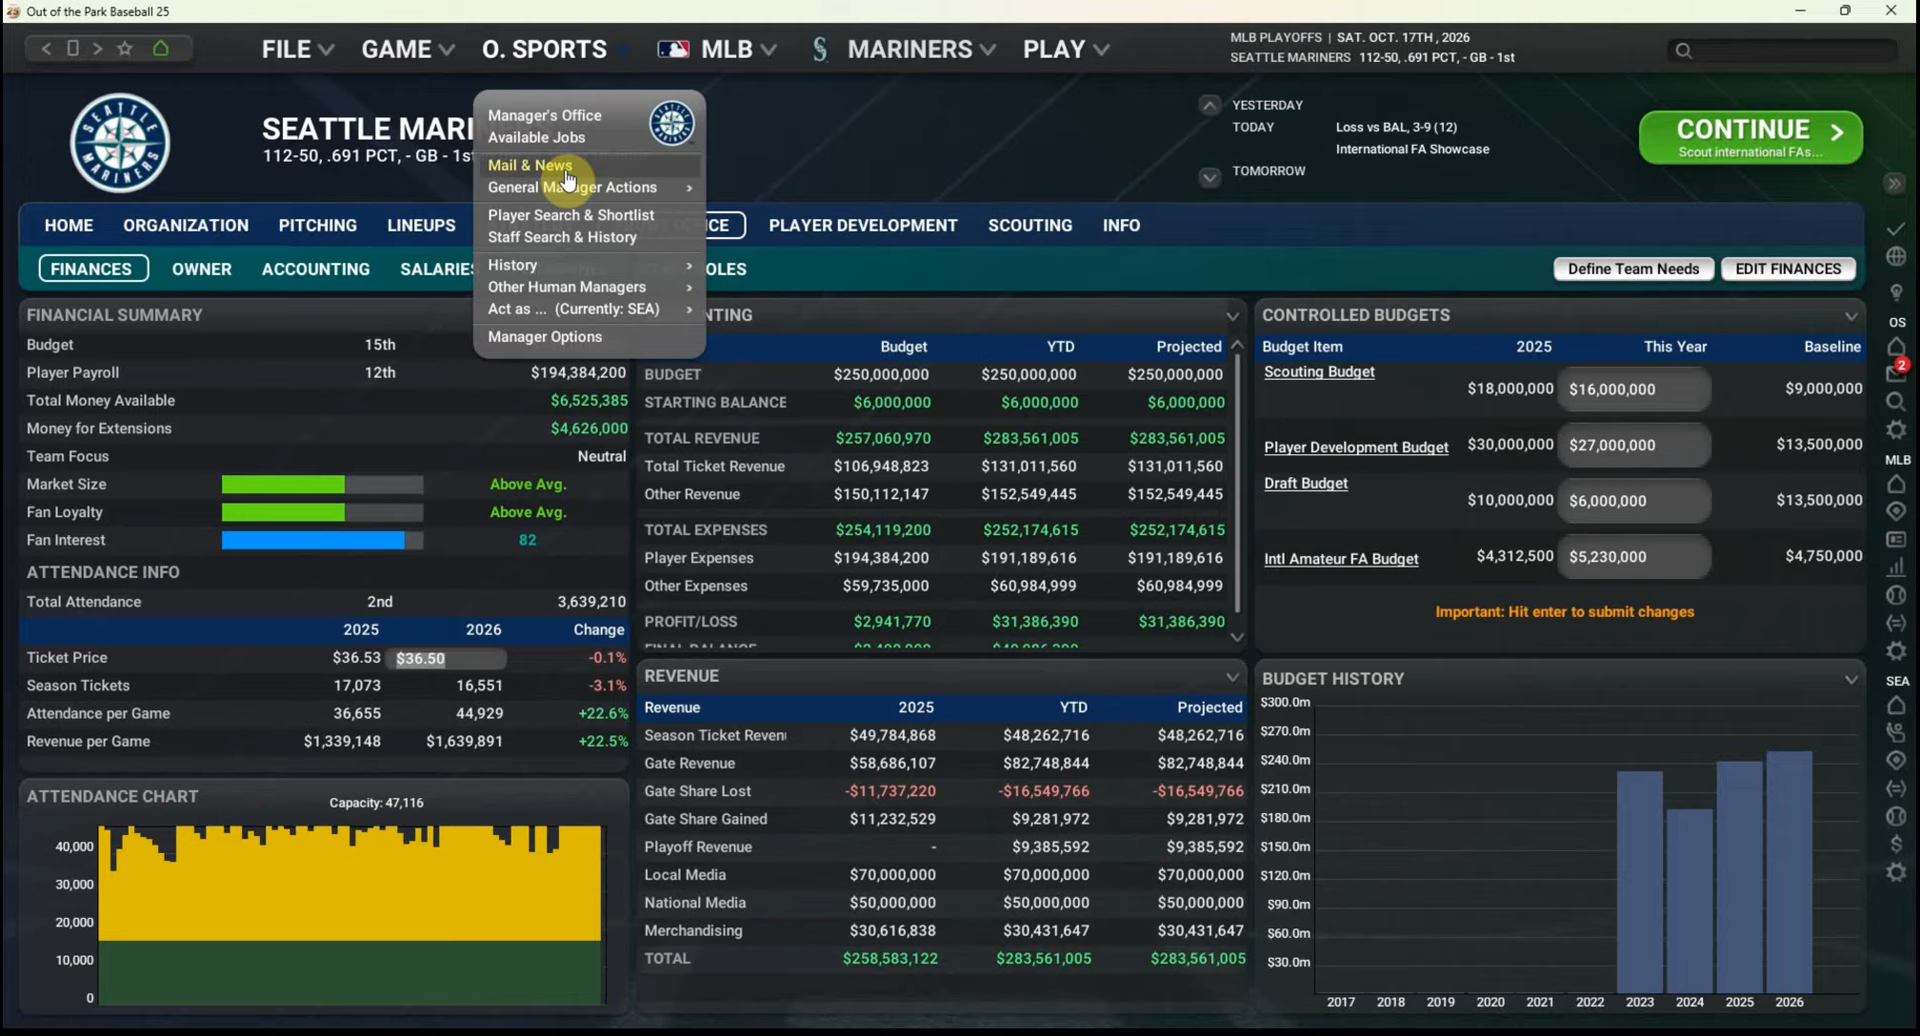 Out of the Park Baseball 25
FILE GAME O. SPORTS MLB MARINERS PLAY
MLB PLAYOFFS | SAT. OCT. 17TH, 2026
SEATTLE MARINERS 112-50, .691 PCT, - GB - 1st
SEATTLE MARI
112-50, .691 PCT, - GB - 1st
Manager's Office
Available Jobs
Mail & News
General Manager Actions
Player Search & Shortlist
Staff Search & History
History
Other Human Managers
Act as ... (Currently: SEA)
Manager Options
YESTERDAY
TODAY Loss vs BAL, 3-9 (12)
International FA Showcase
TOMORROW
CONTINUE
Scout international FAs...
HOME ORGANIZATION PITCHING LINEUPS ICE PLAYER DEVELOPMENT SCOUTING INFO
FINANCES OWNER ACCOUNTING SALARIES OLES Define Team Needs EDIT FINANCES
FINANCIAL SUMMARY
Budget 15th
Player Payroll 12th $194,384,200
Total Money Available $6,525,385
Money for Extensions $4,626,000
Team Focus Neutral
Market Size Above Avg.
Fan Loyalty Above Avg.
Fan Interest 82
ATTENDANCE INFO
Total Attendance 2nd 3,639,210
2025 2026 Change
Ticket Price $36.53 $36.50 -0.1%
Season Tickets 17,073 16,551 -3.1%
Attendance per Game 36,655 44,929 +22.6%
Revenue per Game $1,339,148 $1,639,891 +22.5%
ATTENDANCE CHART
Capacity: 47,116
40,000
30,000
20,000
10,000
0
NTING
Budget YTD Projected
BUDGET $250,000,000 $250,000,000 $250,000,000
STARTING BALANCE $6,000,000 $6,000,000 $6,000,000
TOTAL REVENUE $257,060,970 $283,561,005 $283,561,005
Total Ticket Revenue $106,948,823 $131,011,560 $131,011,560
Other Revenue $150,112,147 $152,549,445 $152,549,445
TOTAL EXPENSES $254,119,200 $252,174,615 $252,174,615
Player Expenses $194,384,200 $191,189,616 $191,189,616
Other Expenses $59,735,000 $60,984,999 $60,984,999
PROFIT/LOSS $2,941,770 $31,386,390 $31,386,390
REVENUE
Revenue 2025 YTD Projected
Season Ticket Revenu $49,784,868 $48,262,716 $48,262,716
Gate Revenue $58,686,107 $82,748,844 $82,748,844
Gate Share Lost -$11,737,220 -$16,549,766 -$16,549,766
Gate Share Gained $11,232,529 $9,281,972 $9,281,972
Playoff Revenue - $9,385,592 $9,385,592
Local Media $70,000,000 $70,000,000 $70,000,000
National Media $50,000,000 $50,000,000 $50,000,000
Merchandising $30,616,838 $30,431,647 $30,431,647
TOTAL $258,583,122 $283,561,005 $283,561,005
CONTROLLED BUDGETS
Budget Item 2025 This Year Baseline
Scouting Budget $18,000,000 $16,000,000 $9,000,000
Player Development Budget $30,000,000 $27,000,000 $13,500,000
Draft Budget $10,000,000 $6,000,000 $13,500,000
Intl Amateur FA Budget $4,312,500 $5,230,000 $4,750,000
Important: Hit enter to submit changes
BUDGET HISTORY
$300.0m
$270.0m
$240.0m
$210.0m
$180.0m
$150.0m
$120.0m
$90.0m
$60.0m
$30.0m
2017 2018 2019 2020 2021 2022 2023 2024 2025 2026
OS
2
MLB
SEA